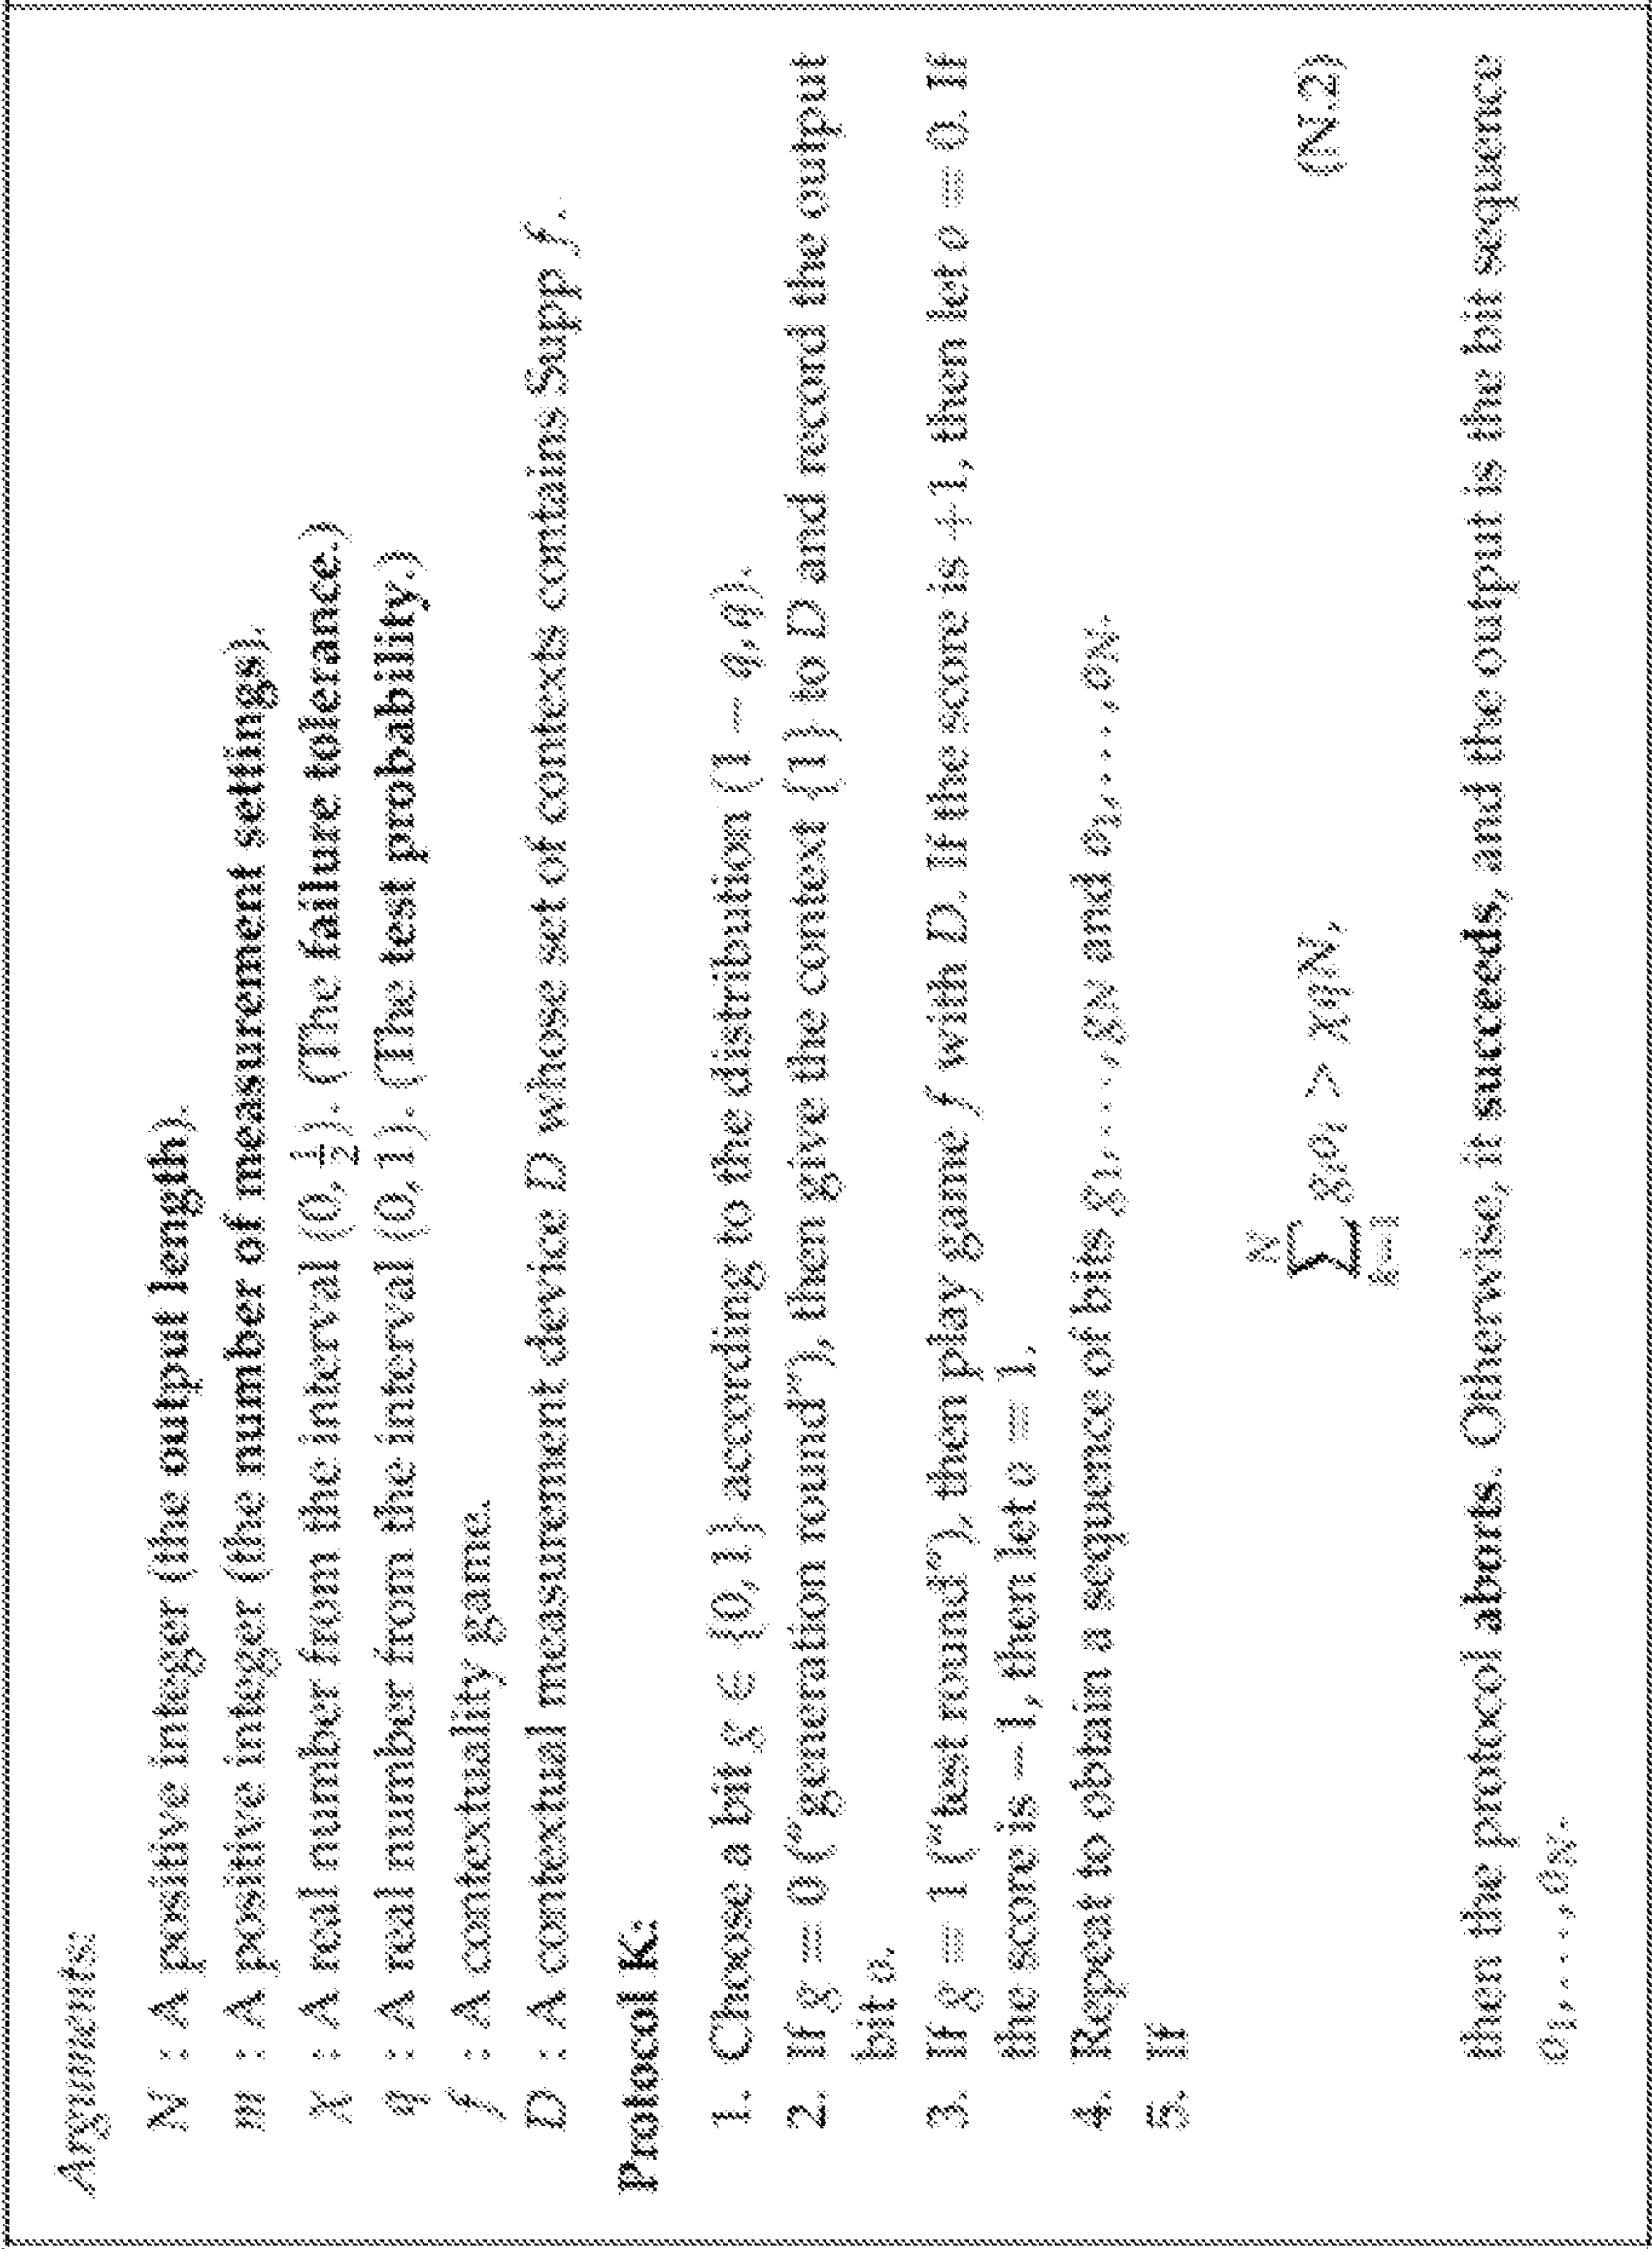 Arguments:
N : A positive integer (the output length).
m : A positive integer (the number of measurement settings).
χ : A real number from the interval (0, 1/2). (The failure tolerance.)
q : A real number from the interval (0, 1). (The test probability.)
f : A contextuality game.
D : A contextual measurement device D whose set of contexts contains Supp f.
Protocol K:
1. Choose a bit g ∈ {0, 1} according to the distribution (1 − q, q).
2. If g = 0 (“generation round”), then give the context {1} to D and record the output
bit o.
3. If g = 1 (“test round”), then play game f with D. If the score is +1, then let o = 0. If
the score is −1, then let o = 1.
4. Repeat to obtain a sequence of bits g₁, . . . , g_N and o₁, . . . , o_N.
5. If
∑_{k=1}^{N} gᵢoᵢ > χqN, (N.2)
then the protocol aborts. Otherwise, it succeeds, and the output is the bit sequence
o₁, . . . , o_N.